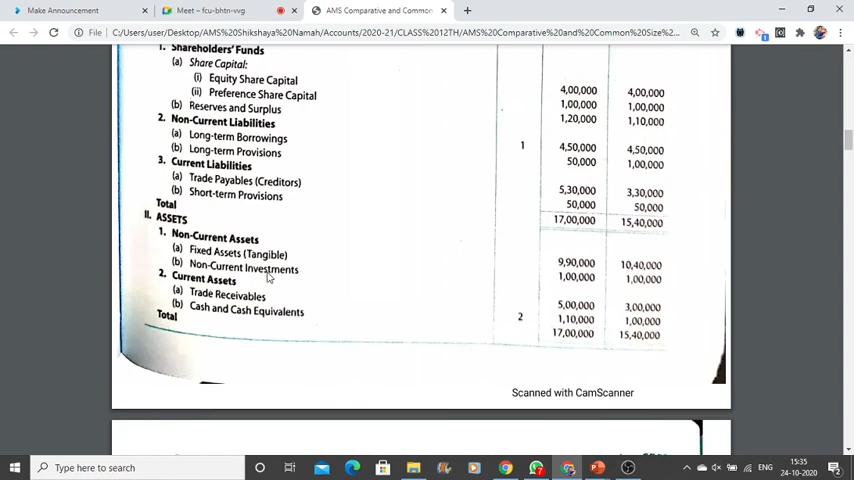 Make Announcement
Meet – fcu-bhtn-vvg
AMS Comparative and Common
File
C:/Users/user/Desktop/AMS%20Shikshaya%20Namah/Accounts/2020-21/CLASS%2012TH/AMS%20Comparative%20and%20Common%20Size%2...
1. Shareholders' Funds
(a) Share Capital:
(i) Equity Share Capital 4,00,000 4,00,000
(ii) Preference Share Capital 1,00,000 1,00,000
(b) Reserves and Surplus 1,20,000 1,10,000
2. Non-Current Liabilities
(a) Long-term Borrowings 1 4,50,000 4,50,000
(b) Long-term Provisions 50,000 1,00,000
3. Current Liabilities
(a) Trade Payables (Creditors) 5,30,000 3,30,000
(b) Short-term Provisions 50,000 50,000
Total 17,00,000 15,40,000
II. ASSETS
1. Non-Current Assets
(a) Fixed Assets (Tangible) 9,90,000 10,40,000
(b) Non-Current Investments 1,00,000 1,00,000
2. Current Assets
(a) Trade Receivables 5,00,000 3,00,000
(b) Cash and Cash Equivalents 2 1,10,000 1,00,000
Total 17,00,000 15,40,000
Scanned with CamScanner
Type here to search
ENG
15:35
24-10-2020